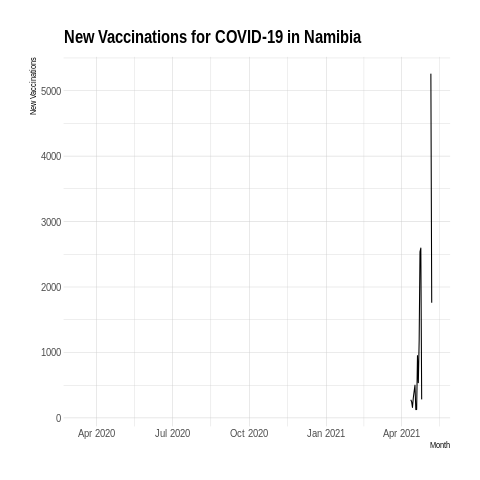 New Vaccinations for COVID-19 in Namibia
New Vaccinations
5000
4000
3000
2000
1000
0
Apr 2020 Jul 2020 Oct 2020 Jan 2021 Apr 2021
Month